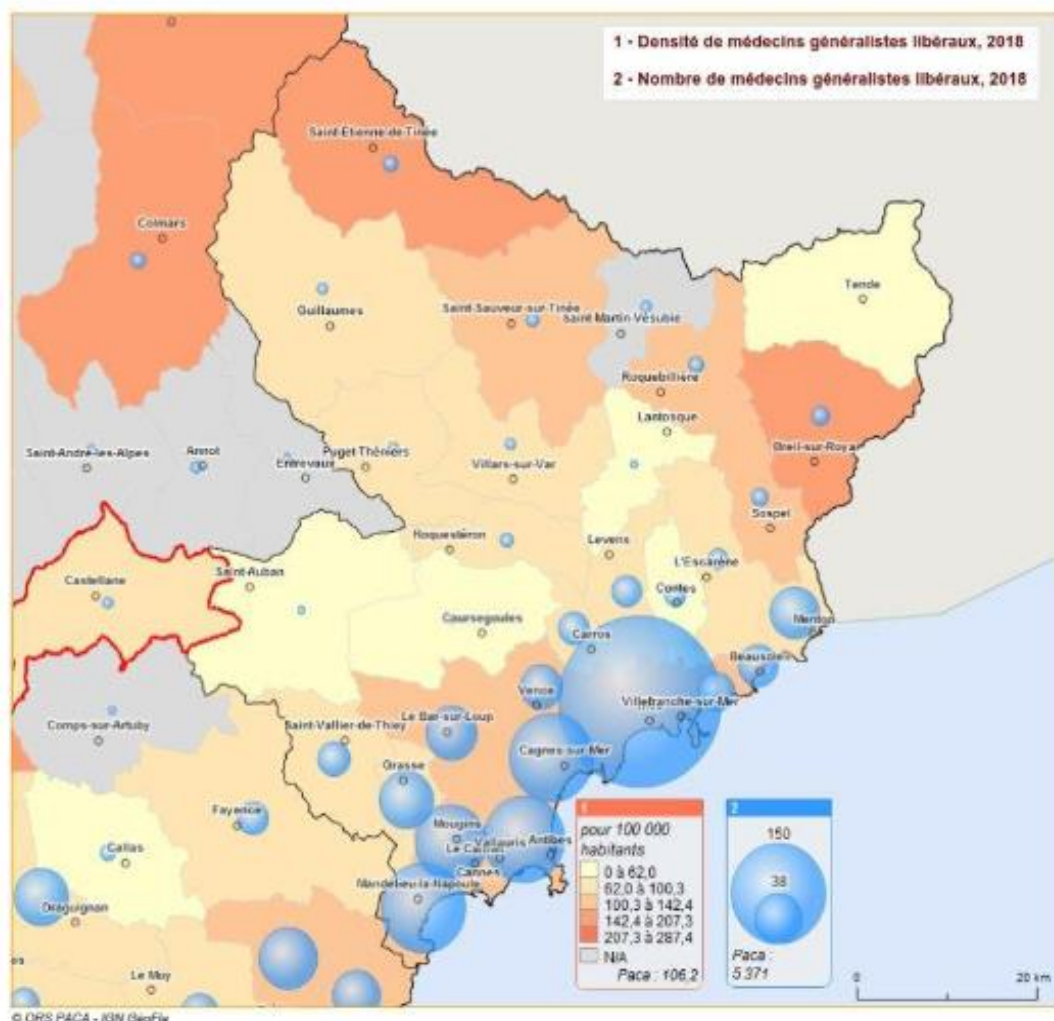 1 - Densité de médecins généralistes libéraux, 2018
2 - Nombre de médecins généralistes libéraux, 2018
Saint-Étienne-de-Tinée
Colmars
Tende
Guillaumes
Saint-Sauveur-sur-Tinée
Saint-Martin-Vésubie
Roquebillière
Lantosque
Breil-sur-Roya
Saint-André-les-Alpes
Annot
Entrevaux
Puget-Théniers
Villars-sur-Var
Sospel
Roquestéron
Levens
L'Escarène
Castellane
Saint-Auban
Contes
Coursegoules
Menton
Carros
Beausoleil
Vence
Villefranche-sur-Mer
Comps-sur-Artuby
Saint-Vallier-de-Thiey
Le Bar-sur-Loup
Cagnes-sur-Mer
Grasse
Fayence
Mougins
Vallauris
Antibes
Callas
Le Cannet
Cannes
Mandelieu-la-Napoule
Draguignan
Le Muy
1
pour 100 000
habitants
0 à 62,0
62,0 à 100,3
100,3 à 142,4
142,4 à 207,3
207,3 à 287,4
N/A
Paca : 106,2
2
150
38
Paca :
5 371
0
20 km
© ORS PACA - IGN GéoFla